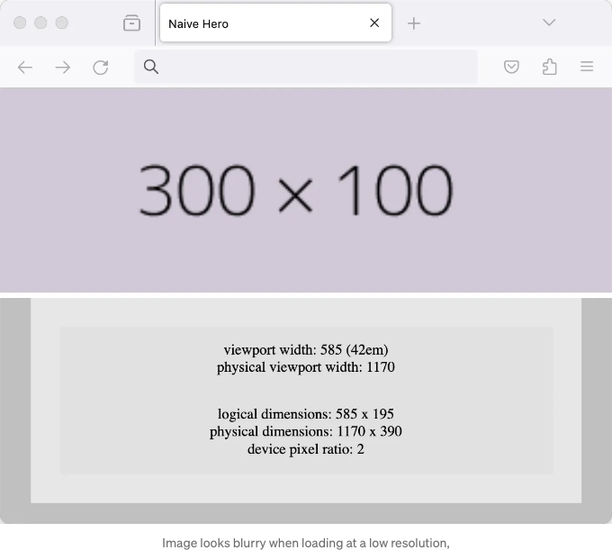 Naive Hero
300 × 100
viewport width: 585 (42em)
physical viewport width: 1170
logical dimensions: 585 x 195
physical dimensions: 1170 x 390
device pixel ratio: 2
Image looks blurry when loading at a low resolution,